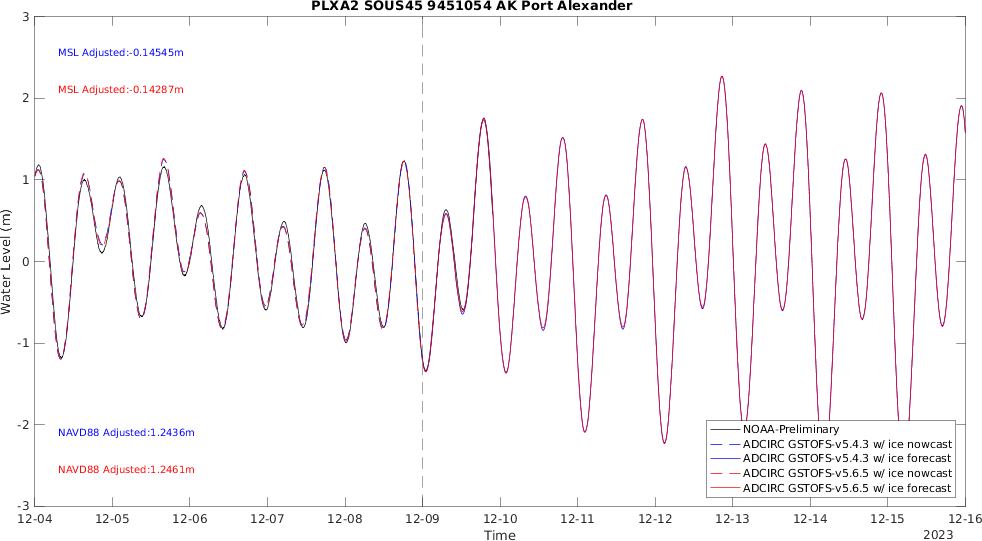 PLXA2 SOUS45 9451054 AK Port Alexander
3
MSL Adjusted:-0.14545m
MSL Adjusted:-0.14287m
2
1
0
-1
-2
-3
Water Level (m)
NAVD88 Adjusted:1.2436m
NAVD88 Adjusted:1.2461m
NOAA-Preliminary
ADCIRC GSTOFS-v5.4.3 w/ ice nowcast
ADCIRC GSTOFS-v5.4.3 w/ ice forecast
ADCIRC GSTOFS-v5.6.5 w/ ice nowcast
ADCIRC GSTOFS-v5.6.5 w/ ice forecast
12-04 12-05 12-06 12-07 12-08 12-09 12-10 12-11 12-12 12-13 12-14 12-15 12-16
Time
2023